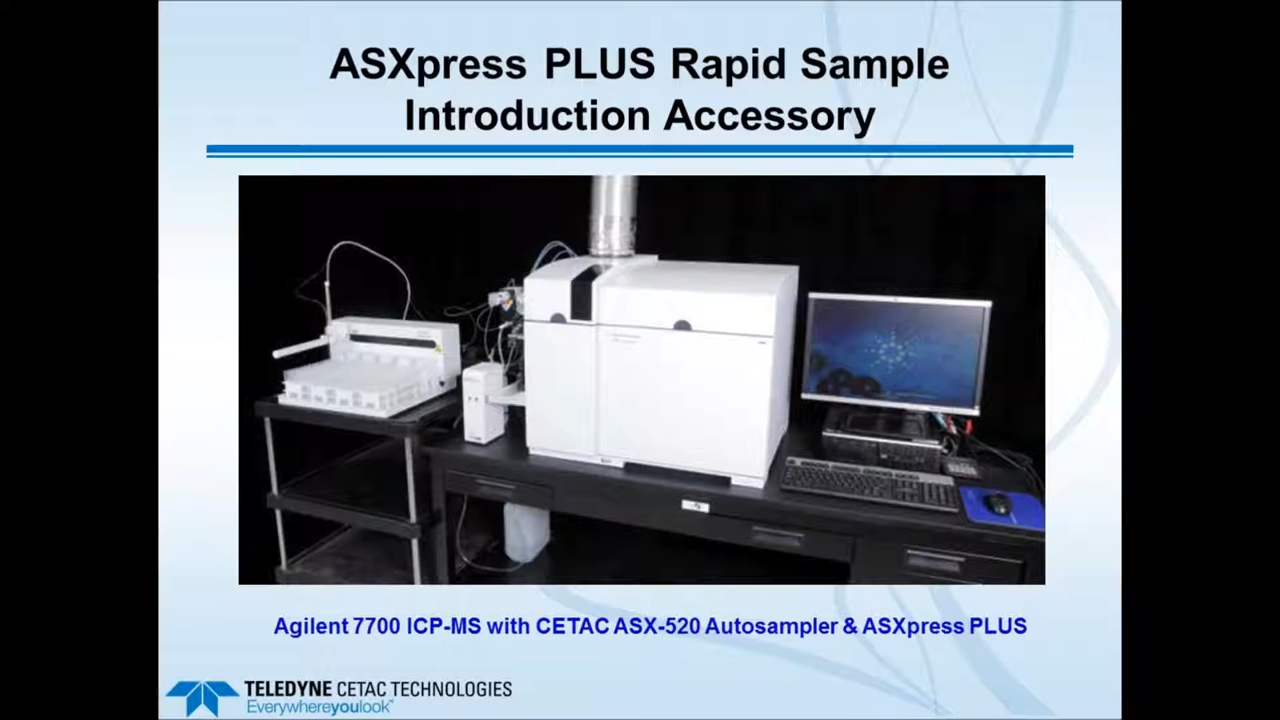 ASXpress PLUS Rapid Sample
Introduction Accessory
Agilent 7700 ICP-MS with CETAC ASX-520 Autosampler & ASXpress PLUS
TELEDYNE CETAC TECHNOLOGIES
Everywhereyoulook™